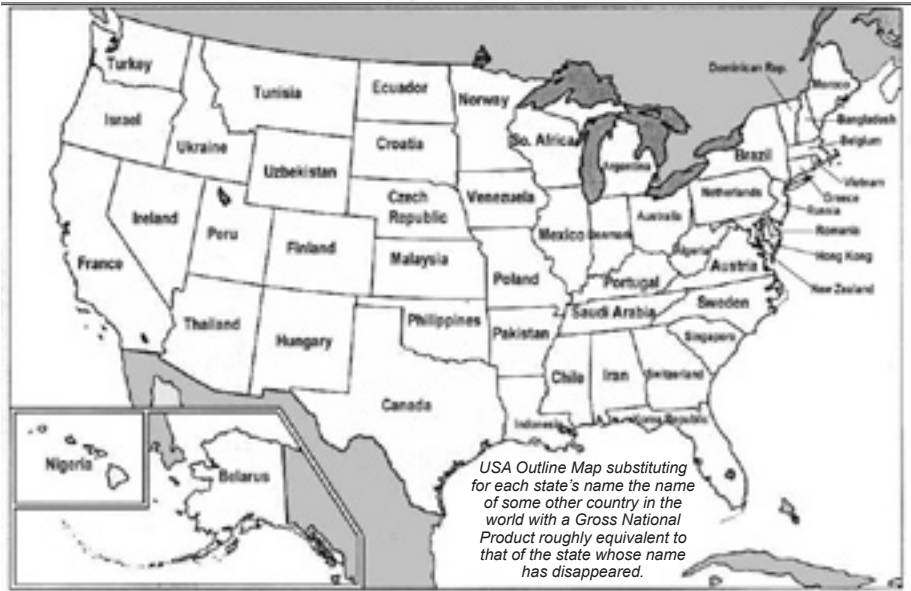 Turkey
Tunisia
Ecuador
Norway
Dominican Rep.
Israel
Ukraine
Croatia
So. Africa
Argentina
Brazil
Bangladesh
Belgium
Vietnam
Greece
Russia
Romania
Hong Kong
New Zealand
Uzbekistan
Czech
Republic
Venezuela
Netherlands
Australia
Ireland
Peru
Finland
Mexico
Algeria
Austria
France
Malaysia
Poland
Portugal
Sweden
Saudi Arabia
Thailand
Hungary
Philippines
Pakistan
Singapore
Canada
Chile
Iran
Switzerland
Indonesia
Korea Republic
Nigeria
Belarus
USA Outline Map substituting
for each state's name the name
of some other country in the
world with a Gross National
Product roughly equivalent to
that of the state whose name
has disappeared.